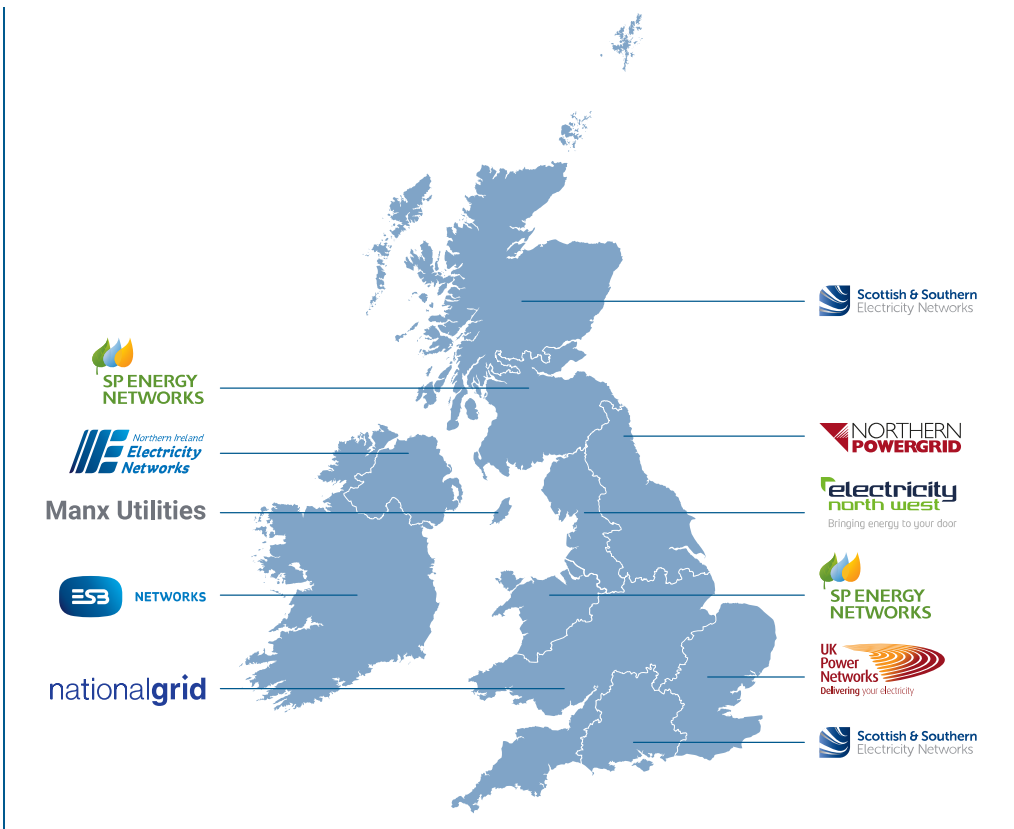 SP ENERGY
NETWORKS
Northern Ireland
Electricity
Networks
Manx Utilities
ESB NETWORKS
nationalgrid
Scottish & Southern
Electricity Networks
NORTHERN
POWERGRID
electricity
north west
Bringing energy to your door
SP ENERGY
NETWORKS
UK
Power
Networks
Delivering your electricity
Scottish & Southern
Electricity Networks